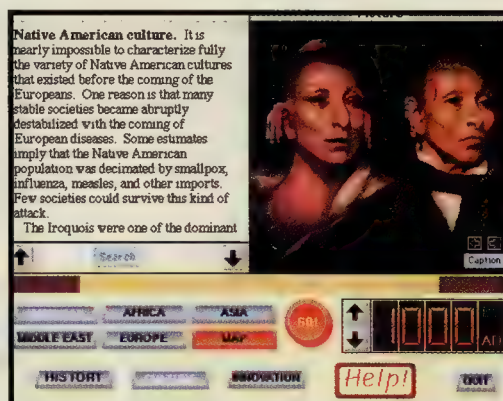 Picture
Native American culture. It is
nearly impossible to characterize fully
the variety of Native American cultures
that existed before the coming of the
Europeans. One reason is that many
stable societies became abruptly
destabilized with the coming of
European diseases. Some estimates
imply that the Native American
population was decimated by smallpox,
influenza, measles, and other imports.
Few societies could survive this kind of
attack.
The Iroquois were one of the dominant
Search
Caption
AFRICA ASIA
GO!
1000 AD
MIDDLE EAST EUROPE MAP
HISTORY INNOVATION Help! QUIT